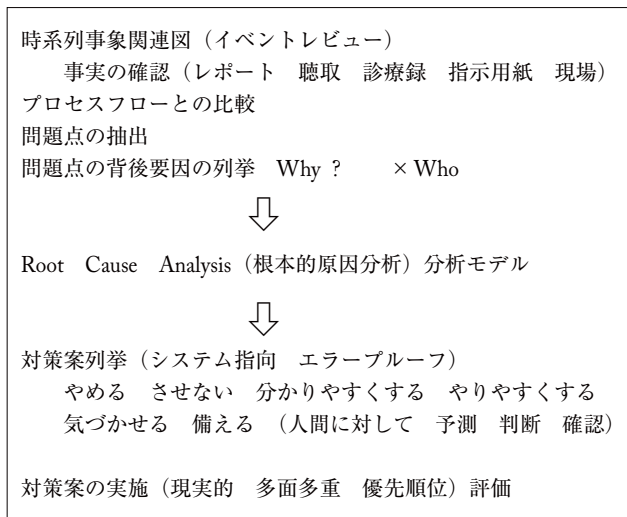 時系列事象関連図（イベントレビュー）
事実の確認（レポート　聴取　診療録　指示用紙　現場）
プロセスフローとの比較
問題点の抽出
問題点の背後要因の列挙　Why ?　　× Who
Root　Cause　Analysis（根本的原因分析）分析モデル
対策案列挙（システム指向　エラープルーフ）
やめる　させない　分かりやすくする　やりやすくする
気づかせる　備える　（人間に対して　予測　判断　確認）
対策案の実施（現実的　多面多重　優先順位）評価